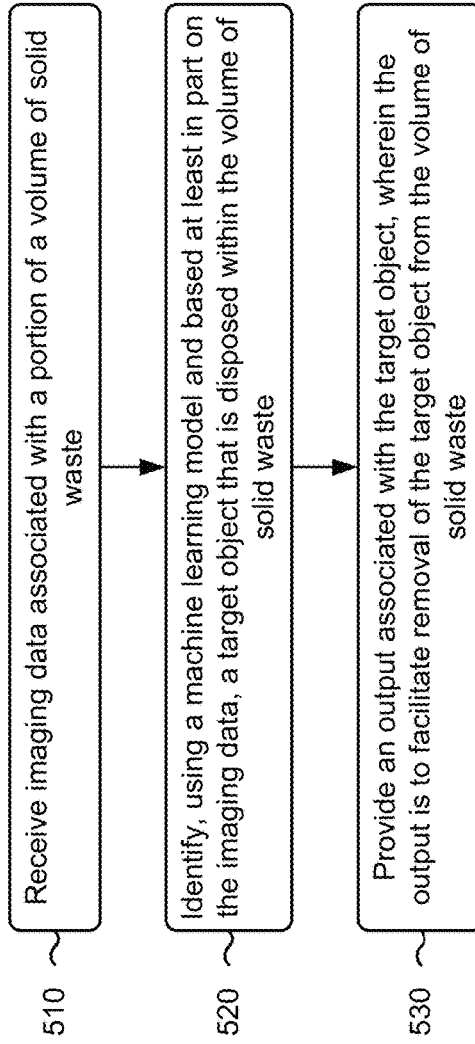 510
Receive imaging data associated with a portion of a volume of solid
waste
520
Identify, using a machine learning model and based at least in part on
the imaging data, a target object that is disposed within the volume of
solid waste
530
Provide an output associated with the target object, wherein the
output is to facilitate removal of the target object from the volume of
solid waste